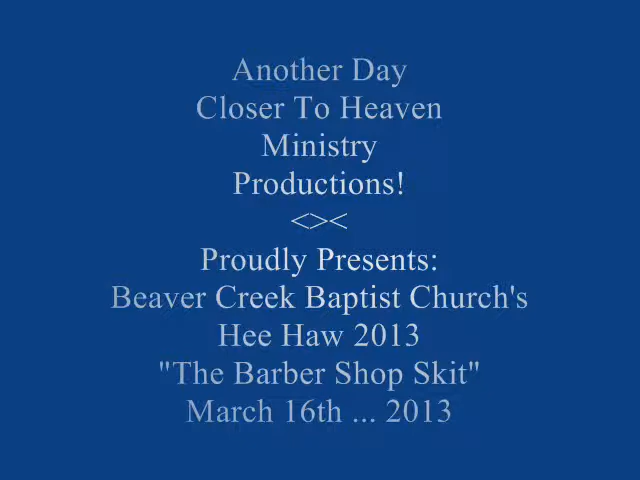 Another Day
Closer To Heaven
Ministry
Productions!
<><
Proudly Presents:
Beaver Creek Baptist Church's
Hee Haw 2013
"The Barber Shop Skit"
March 16th ... 2013